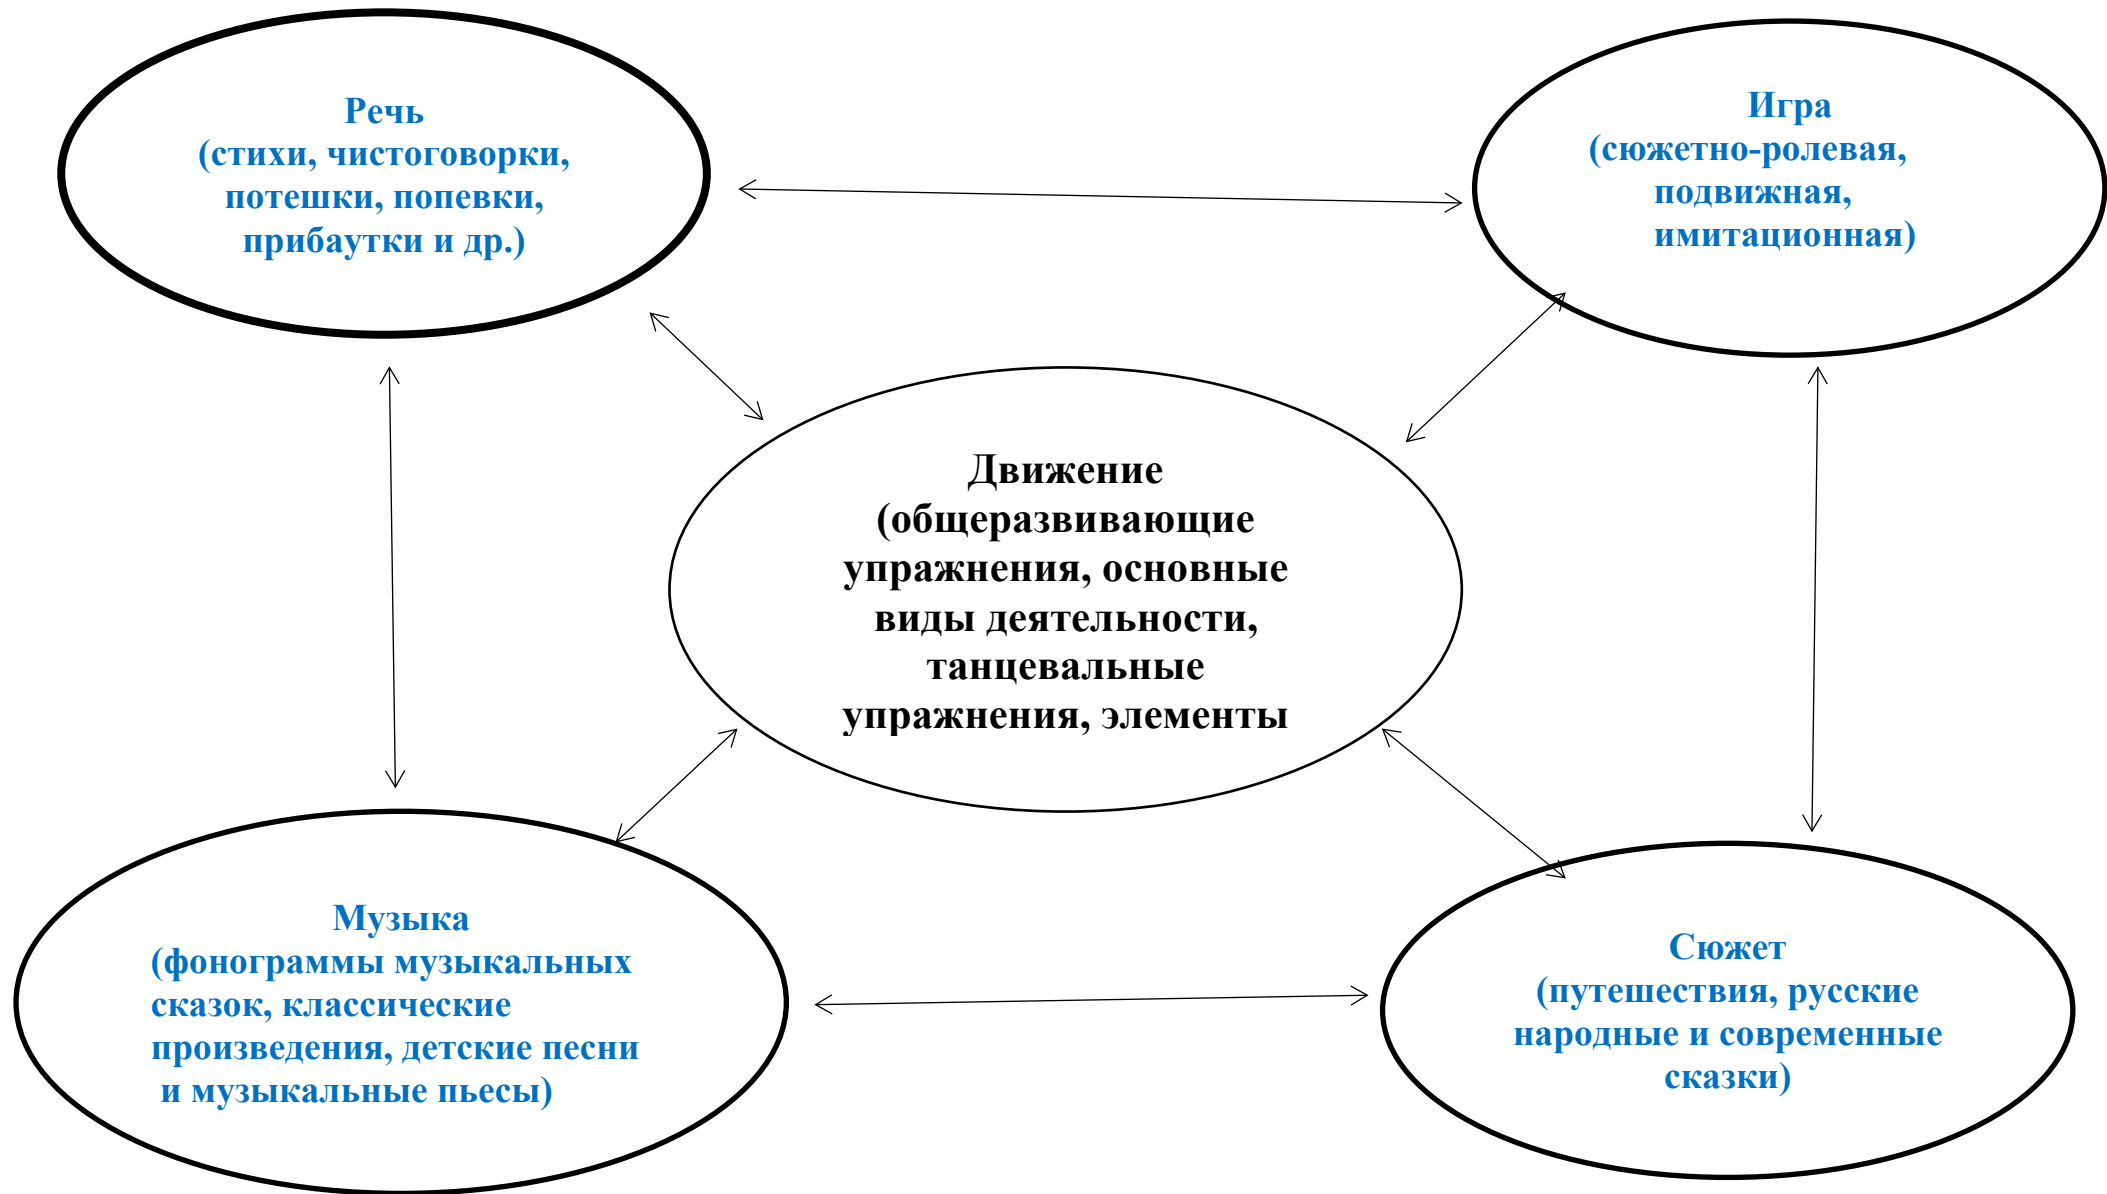 Речь
(стихи, чистоговорки,
потешки, попевки,
прибаутки и др.)
Игра
(сюжетно-ролевая,
подвижная,
имитационная)
Движение
(общеразвивающие
упражнения, основные
виды деятельности,
танцевальные
упражнения, элементы
Музыка
(фонограммы музыкальных
сказок, классические
произведения, детские песни
и музыкальные пьесы)
Сюжет
(путешествия, русские
народные и современные
сказки)